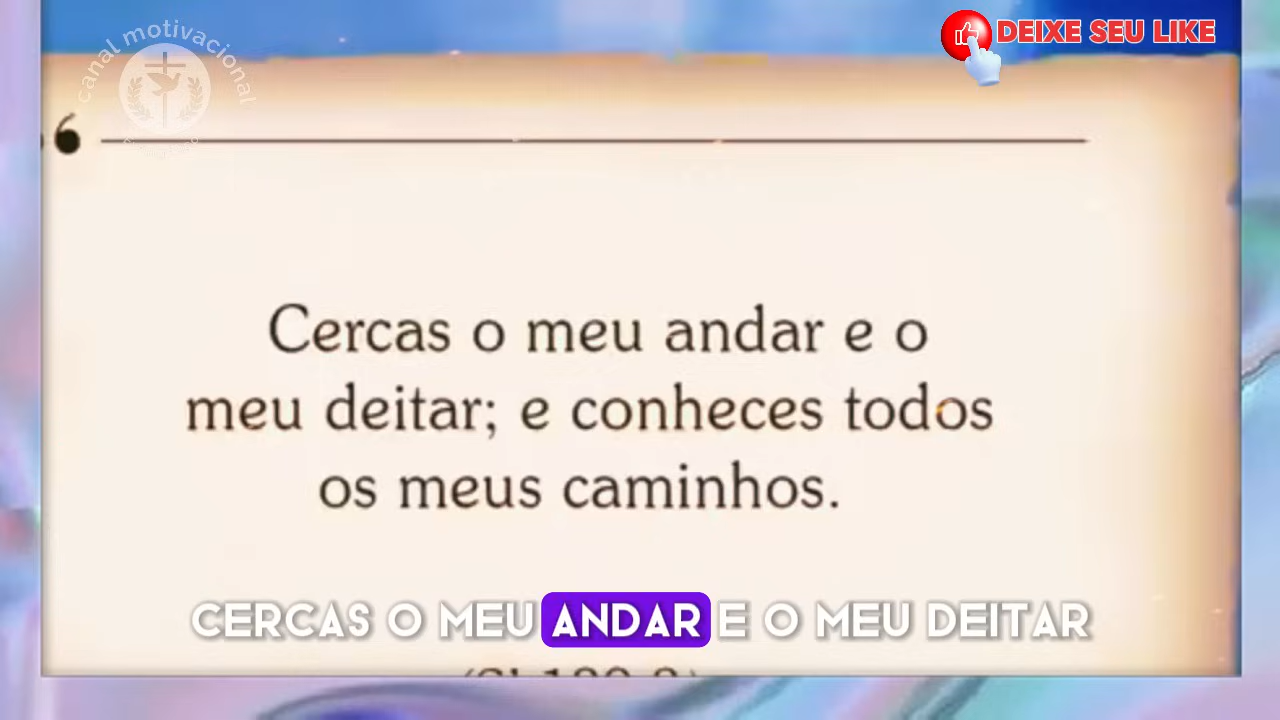 canal motivacional
DEIXE SEU LIKE
Cercas o meu andar e o
meu deitar; e conheces todos
os meus caminhos.
CERCAS O MEU ANDAR E O MEU DEITAR